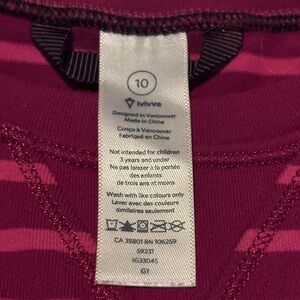 10
ivivva
Designed in Vancouver
Made in China
Conçu à Vancouver
Fabriqué en Chine
Not intended for children
3 years and under
Ne pas laisser à la portée
des enfants
de trois ans et moins
Wash with like colours only
Laver avec des couleurs
similaires seulement
CA 35801 RN 106259
S9231
IG3304S
G1